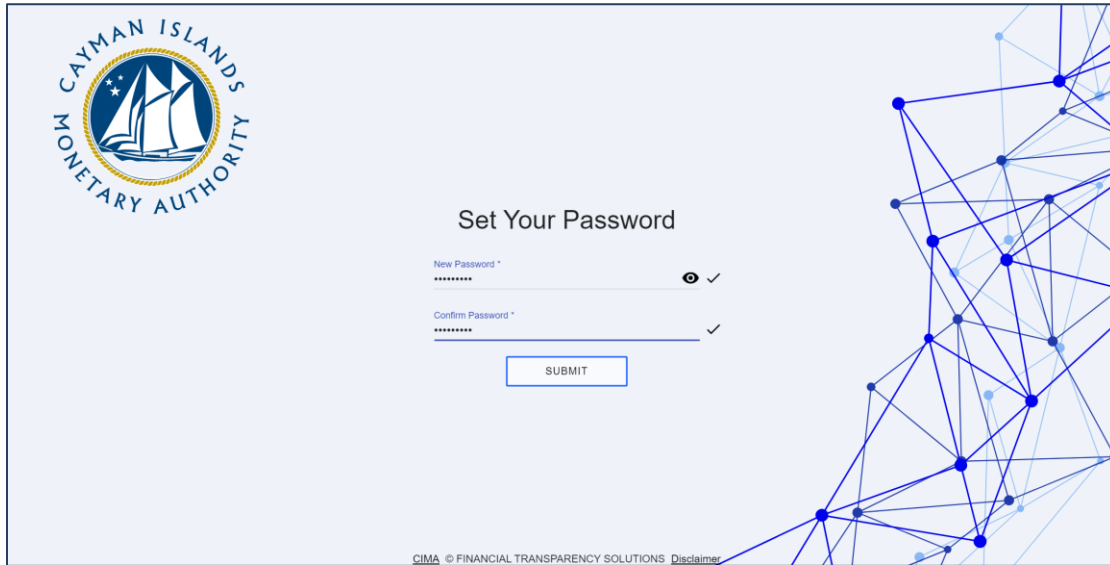 CAYMAN ISLANDS
MONETARY AUTHORITY
Set Your Password
New Password *
•••••••••
Confirm Password *
•••••••••
SUBMIT
CIMA © FINANCIAL TRANSPARENCY SOLUTIONS Disclaimer